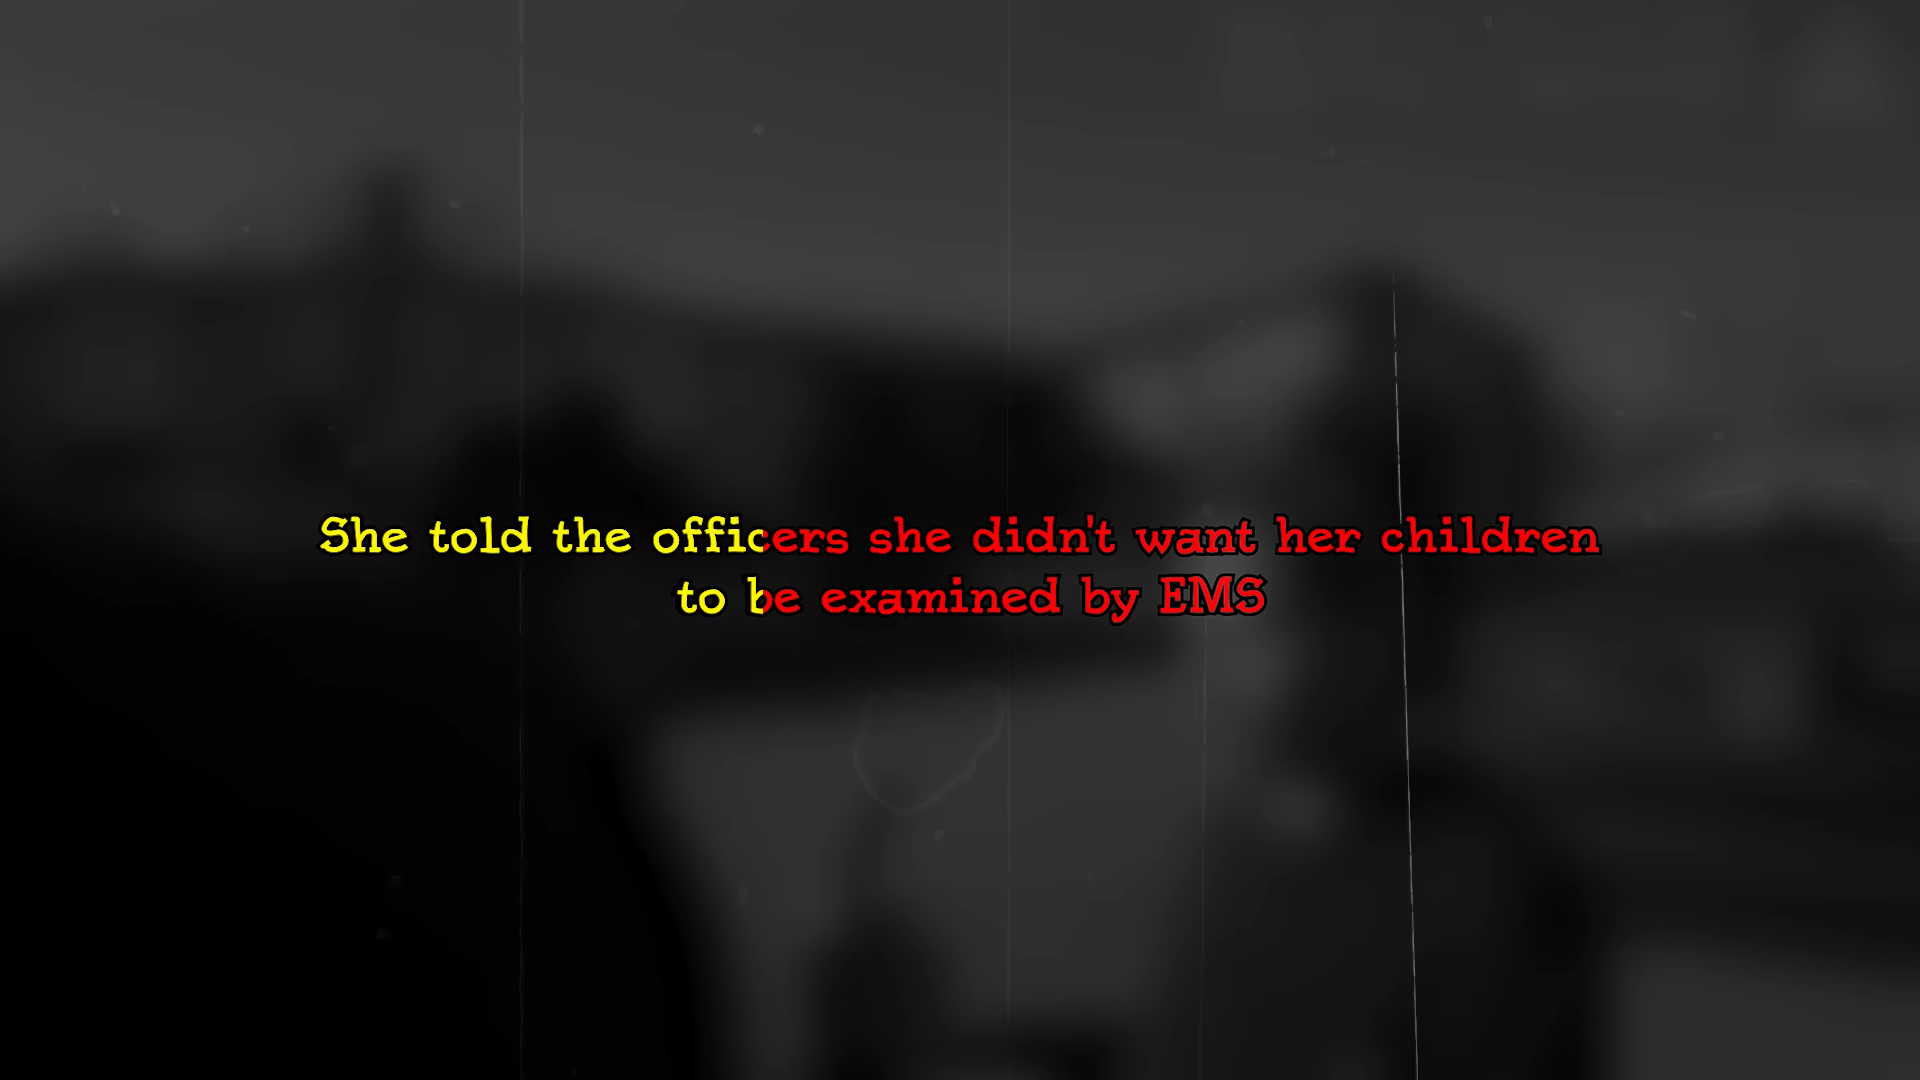 She told the officers she didn't want her children
to be examined by EMS